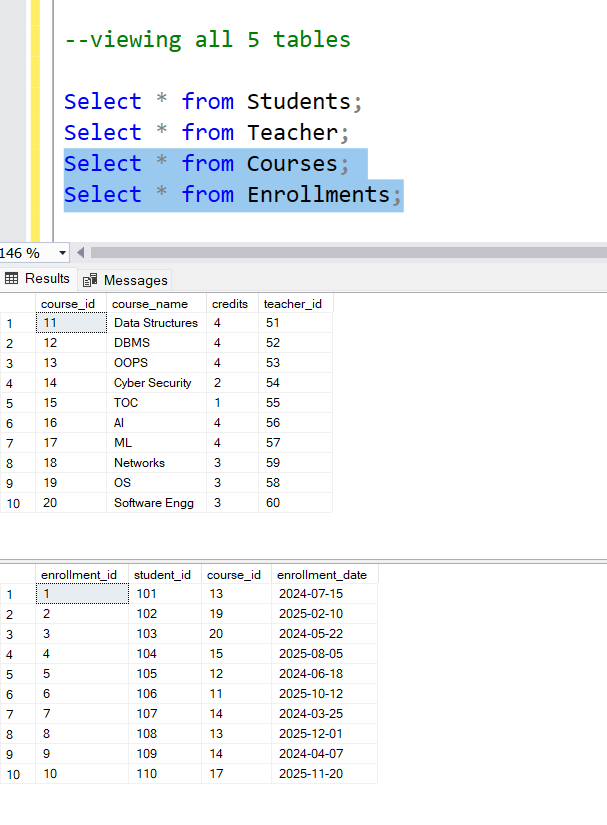 --viewing all 5 tables
Select * from Students;
Select * from Teacher;
Select * from Courses;
Select * from Enrollments;
146 %
Results Messages
course_id course_name credits teacher_id
1 11 Data Structures 4 51
2 12 DBMS 4 52
3 13 OOPS 4 53
4 14 Cyber Security 2 54
5 15 TOC 1 55
6 16 AI 4 56
7 17 ML 4 57
8 18 Networks 3 59
9 19 OS 3 58
10 20 Software Engg 3 60
enrollment_id student_id course_id enrollment_date
1 1 101 13 2024-07-15
2 2 102 19 2025-02-10
3 3 103 20 2024-05-22
4 4 104 15 2025-08-05
5 5 105 12 2024-06-18
6 6 106 11 2025-10-12
7 7 107 14 2024-03-25
8 8 108 13 2025-12-01
9 9 109 14 2024-04-07
10 10 110 17 2025-11-20